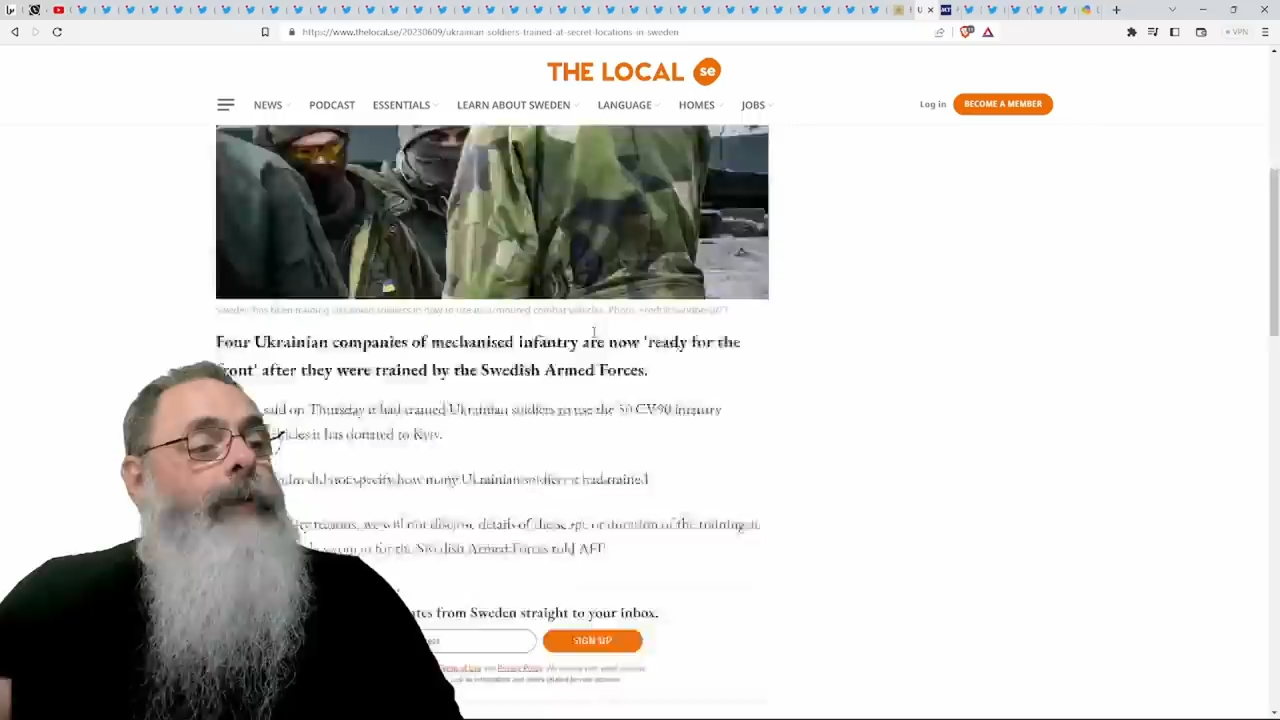 https://www.thelocal.se/20230609/ukrainian-soldiers-trained-at-secret-locations-in-sweden
VPN
THE LOCAL se
NEWS PODCAST ESSENTIALS LEARN ABOUT SWEDEN LANGUAGE HOMES JOBS Log in BECOME A MEMBER
Sweden has been training Ukrainian soldiers in how to use its armoured combat vehicles. Photo:
Four Ukrainian companies of mechanised infantry are now 'ready for the
front' after they were trained by the Swedish Armed Forces.
said on Thursday it had trained Ukrainian soldiers to use the 50 CV90 infantry
it has donated to Kyiv.
did not specify how many Ukrainian soldiers it had trained
reasons, we will not disclose details of the scope or duration of the training
for the Swedish Armed Forces told AFP.
from Sweden straight to your inbox.
SIGN UP
Terms of Use Privacy Policy.